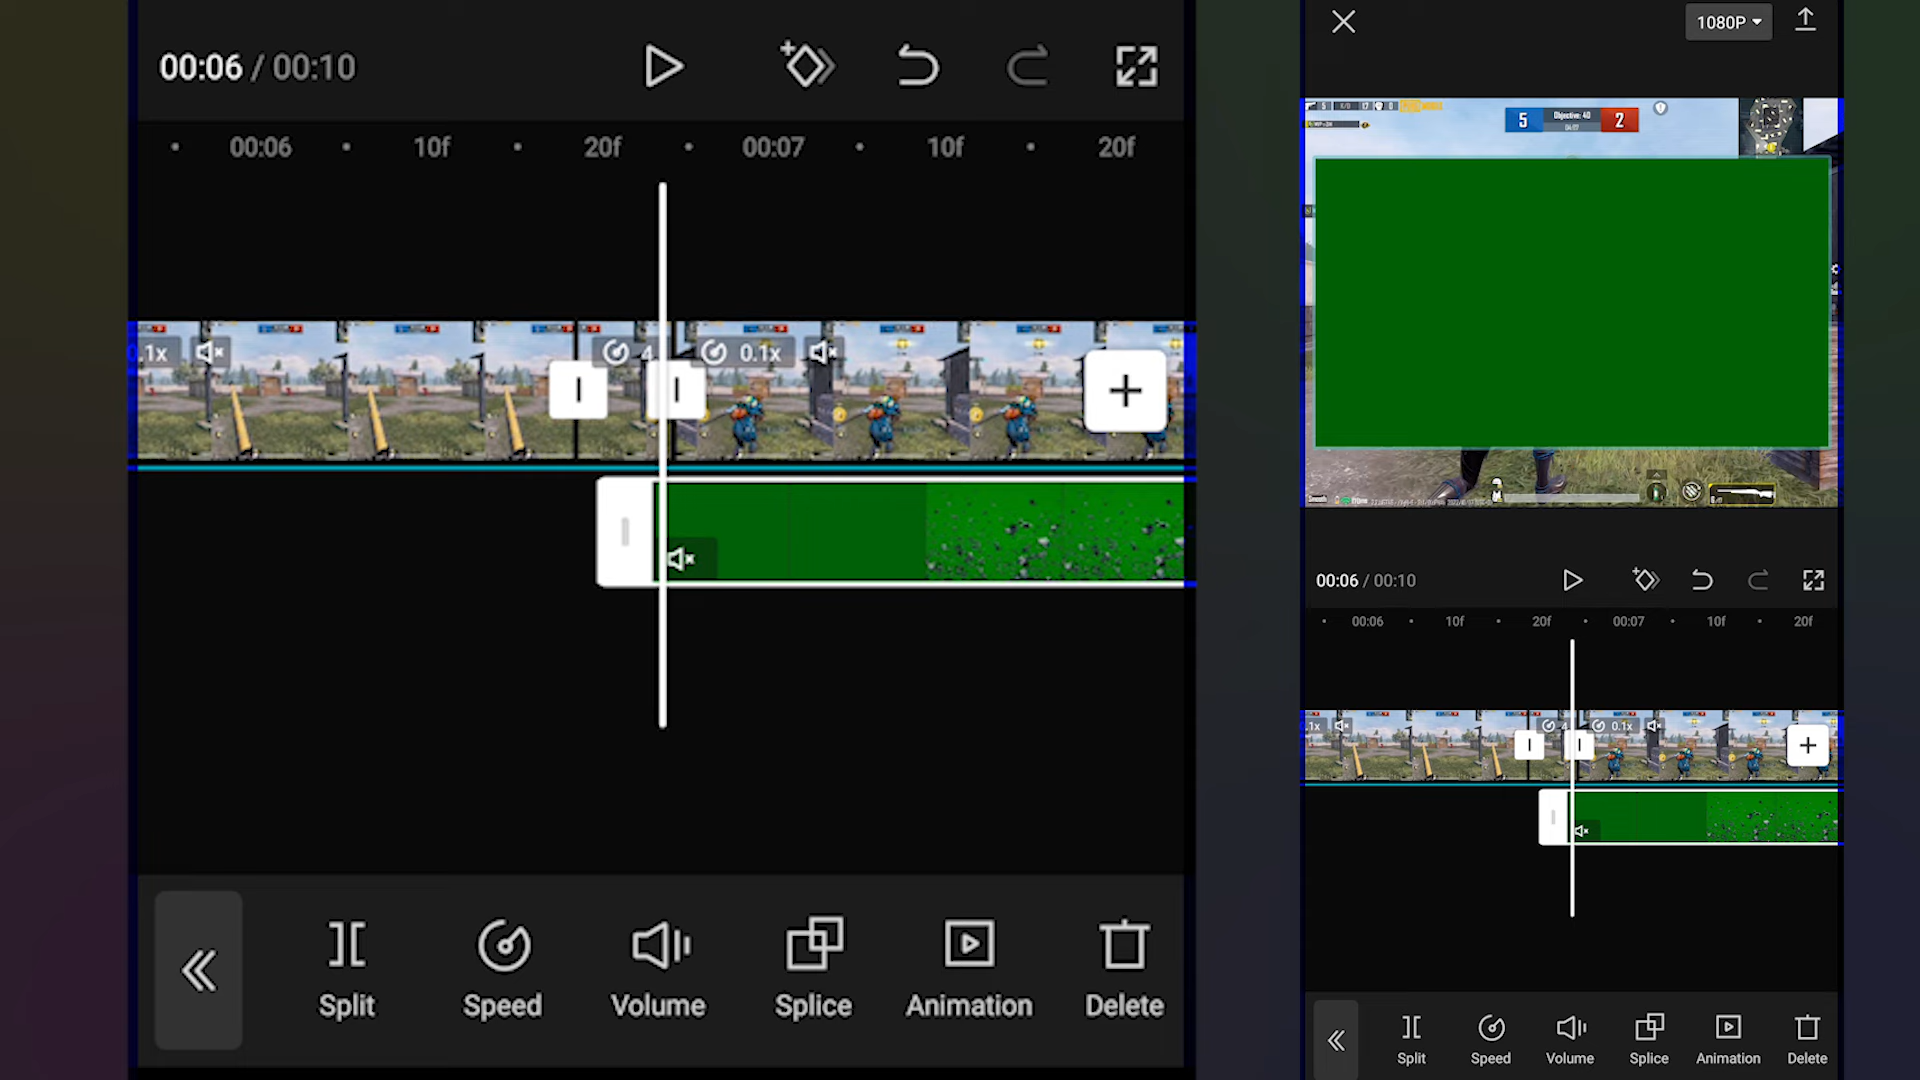 00:06 / 00:10
00:06 10f 20f 00:07 10f 20f
.1x 4 0.1x
Split Speed Volume Splice Animation Delete
1080P
5 Objective: 40 2
00:06 / 00:10
00:06 10f 20f 00:07 10f 20f
.1x 4 0.1x
Split Speed Volume Splice Animation Delete